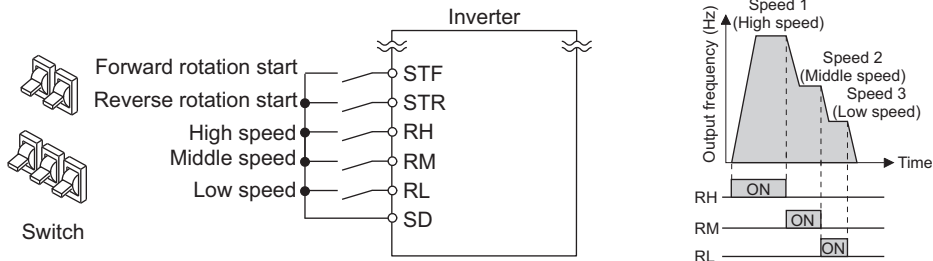 Inverter
Forward rotation start
STF
Reverse rotation start
STR
High speed
RH
Middle speed
RM
Low speed
RL
SD
Switch
Output frequency (Hz)
Speed 1
(High speed)
Speed 2
(Middle speed)
Speed 3
(Low speed)
Time
RH
ON
RM
ON
RL
ON